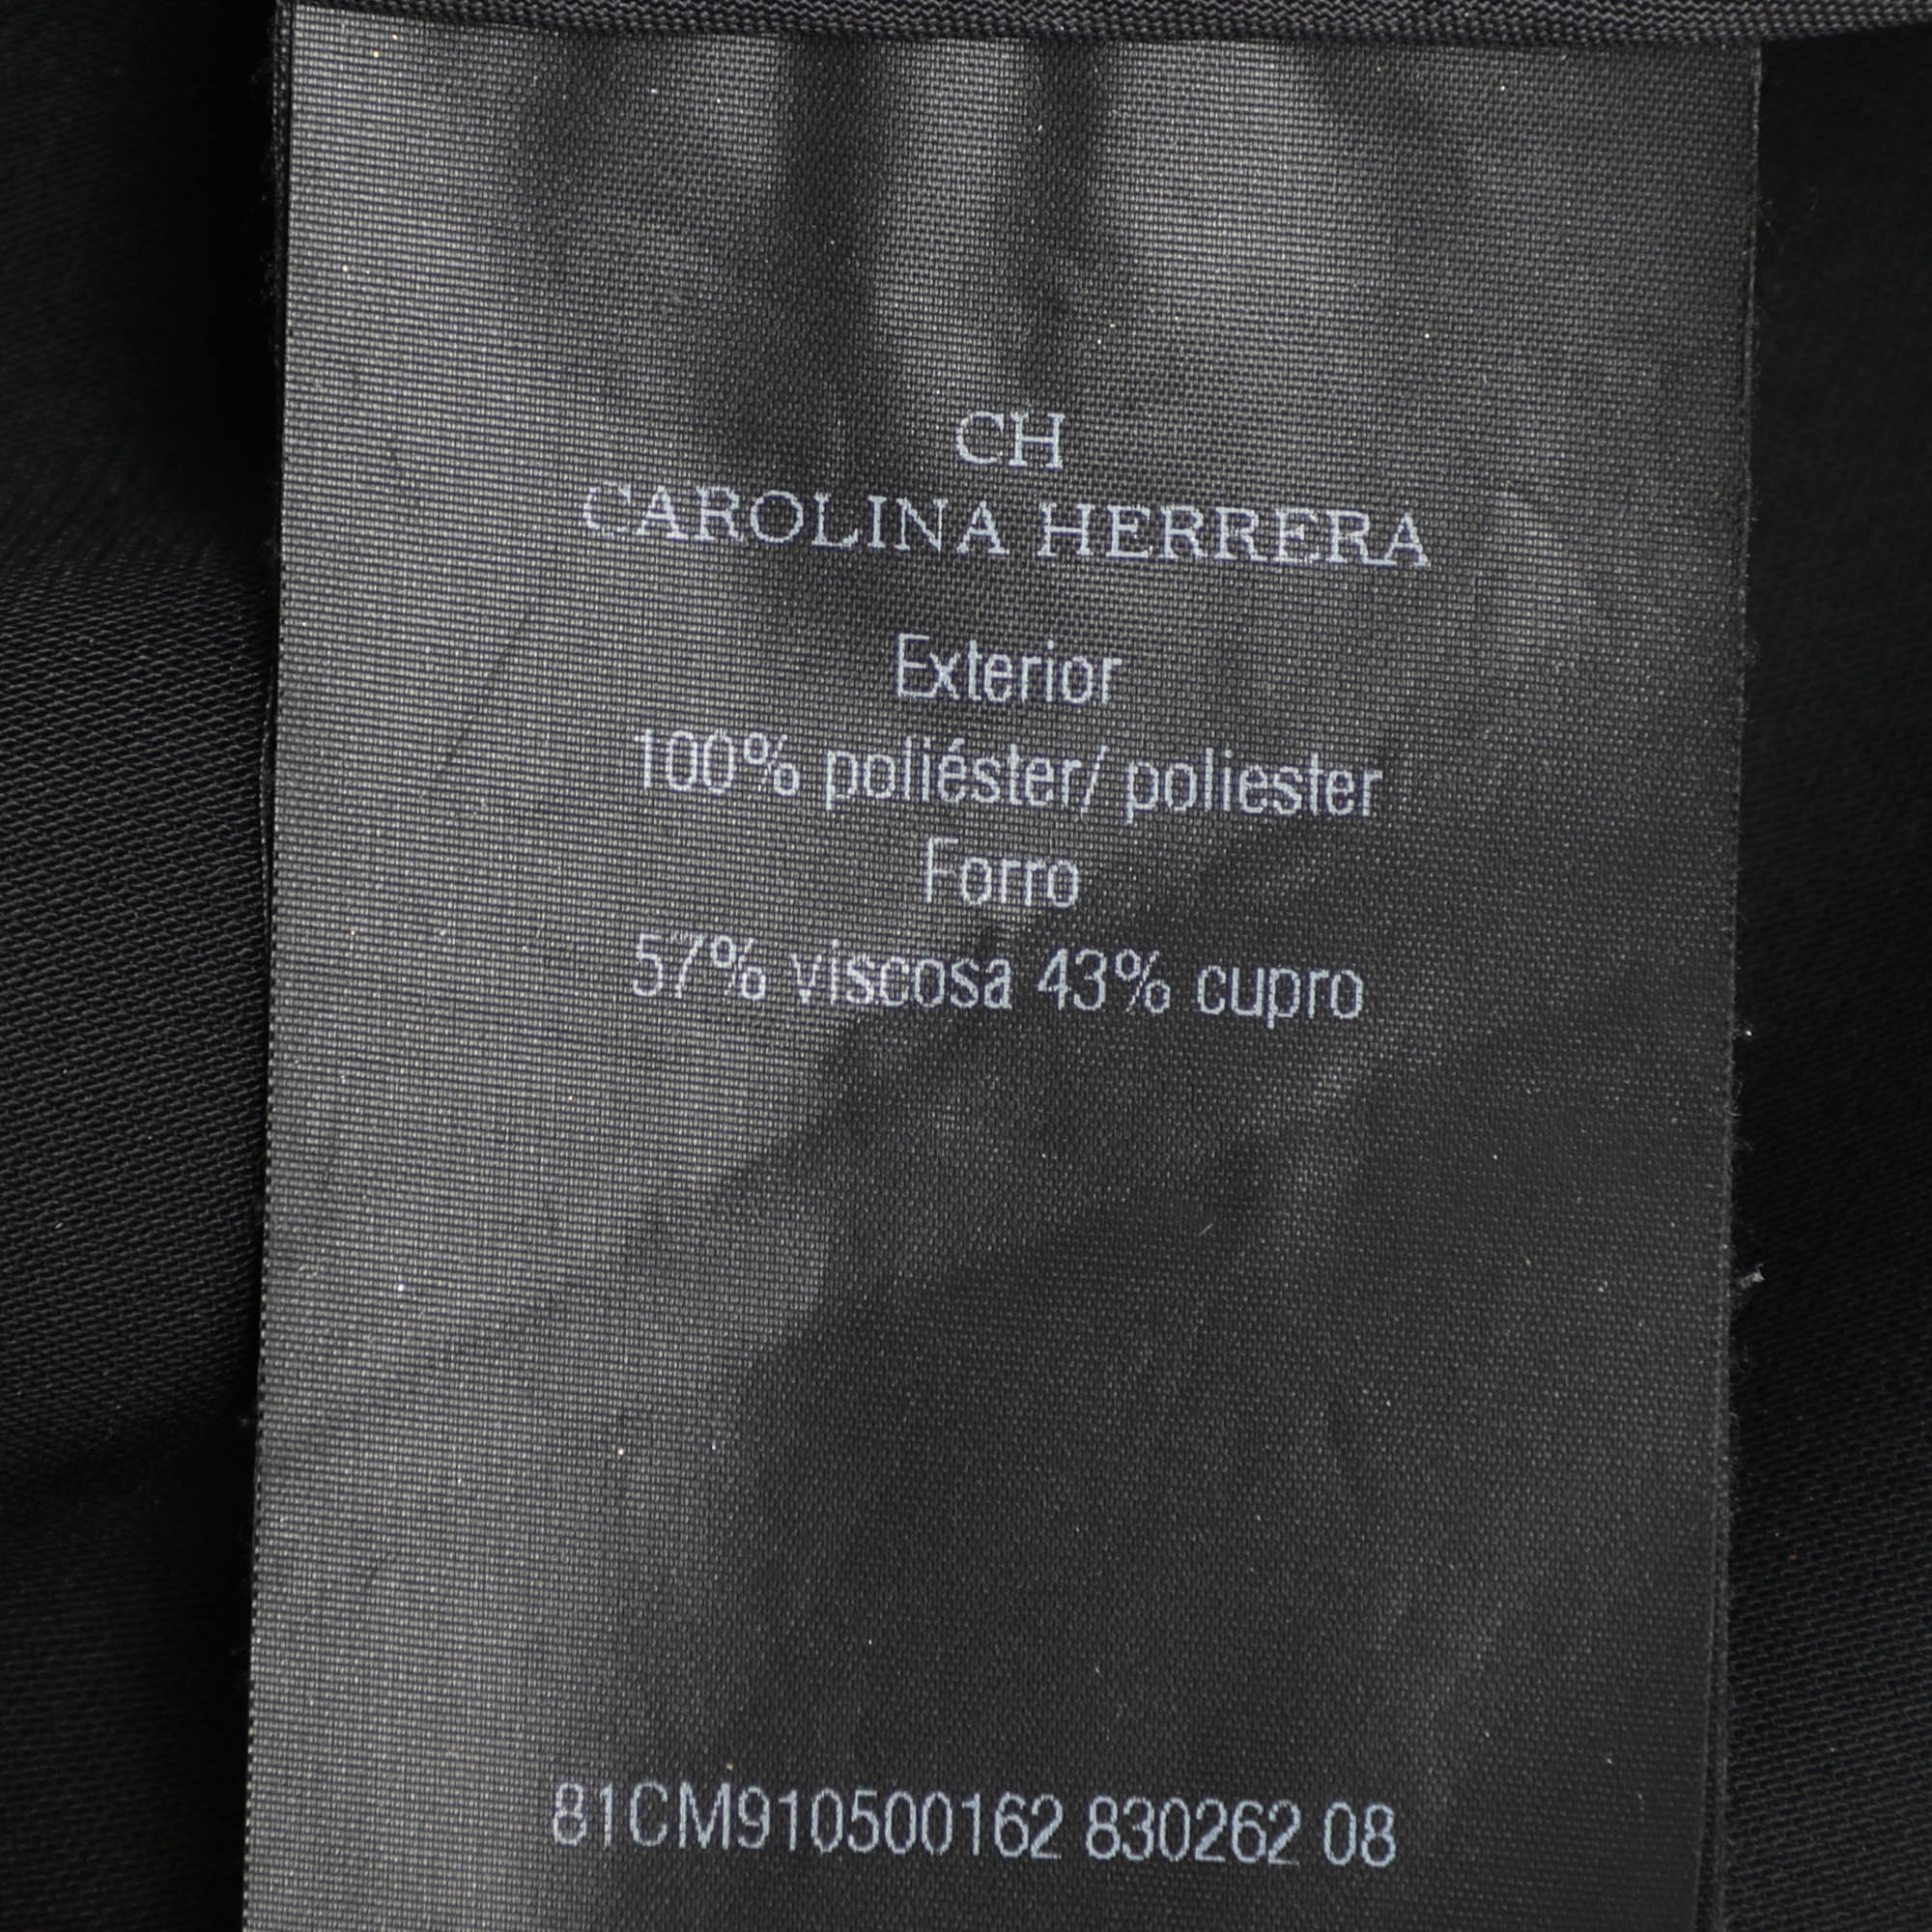 CH
CAROLINA HERRERA
Exterior
100% poliéster/ poliester
Forro
57% viscosa 43% cupro
81CM910500162 830262 08